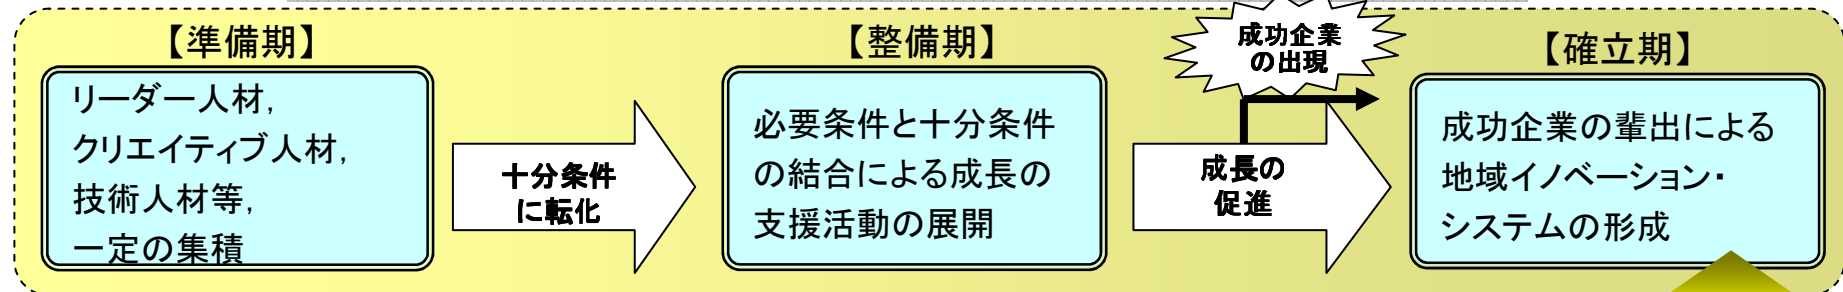 【準備期】
リーダー人材,
クリエイティブ人材,
技術人材等,
一定の集積
十分条件
に転化
【整備期】
必要条件と十分条件
の結合による成長の
支援活動の展開
成功企業
の出現
成長の
促進
【確立期】
成功企業の輩出による
地域イノベーション・
システムの形成